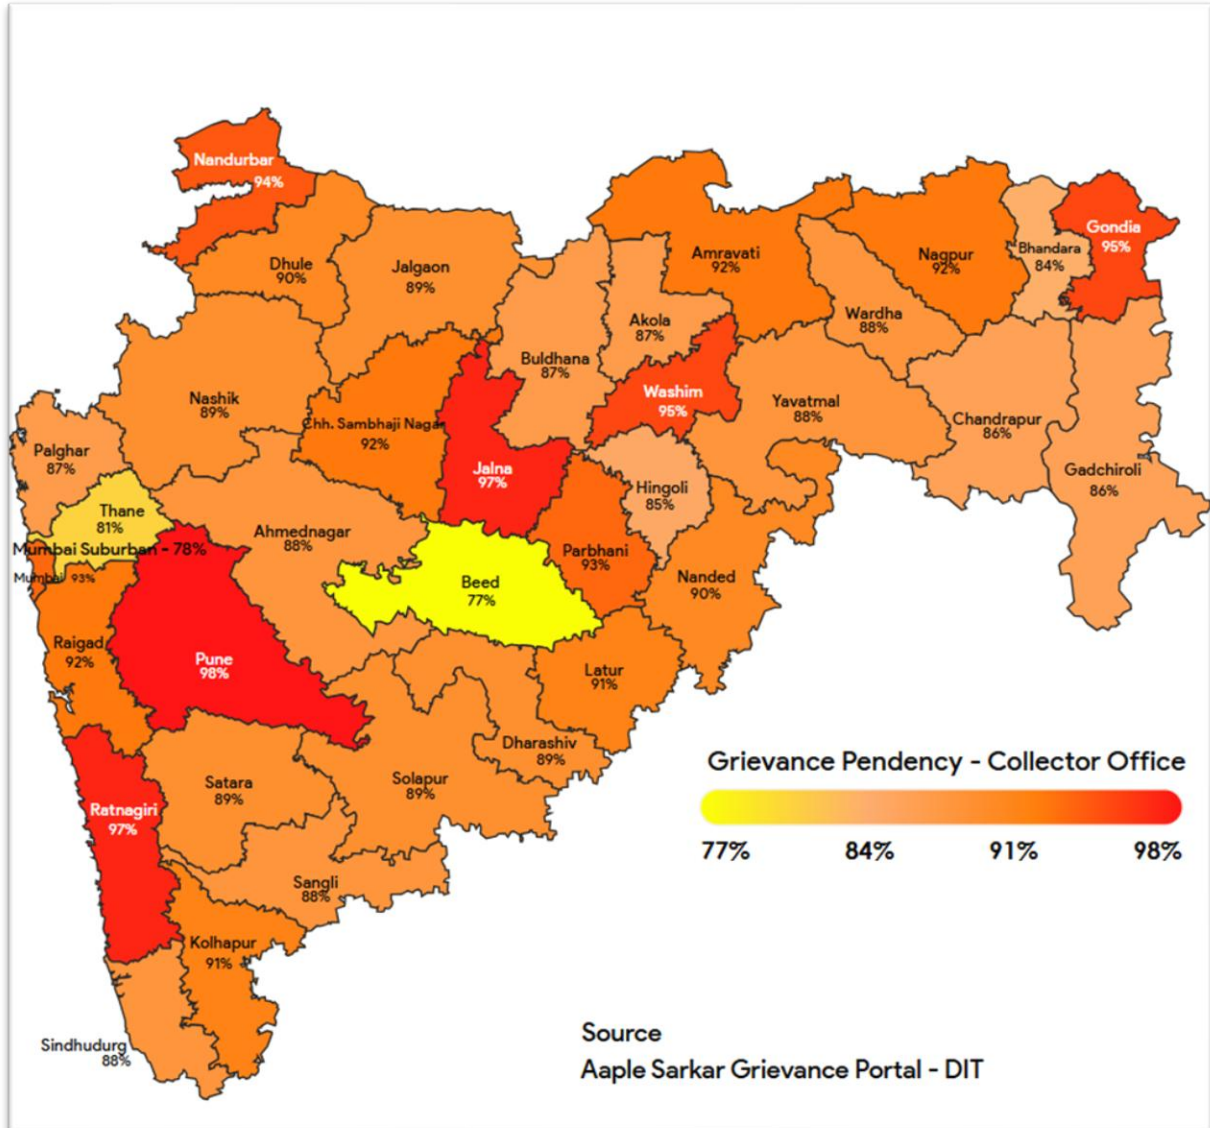 Nandurbar
94%
Gondia
95%
Bhandara
84%
Amravati
92%
Nagpur
92%
Dhule
90%
Jalgaon
89%
Wardha
88%
Akola
87%
Buldhana
87%
Washim
95%
Nashik
89%
Yavatmal
88%
Chandrapur
86%
Chh. Sambhaji Nagar
92%
Palghar
87%
Jalna
97%
Gadchiroli
86%
Hingoli
85%
Thane
81%
Ahmednagar
88%
Mumbai Suburban - 78%
Parbhani
93%
Mumbai 93%
Beed
77%
Nanded
90%
Raigad
92%
Pune
98%
Latur
91%
Dharashiv
89%
Satara
89%
Solapur
89%
Ratnagiri
97%
Sangli
88%
Kolhapur
91%
Sindhudurg
88%
Grievance Pendency - Collector Office
77% 84% 91% 98%
Source
Aaple Sarkar Grievance Portal - DIT